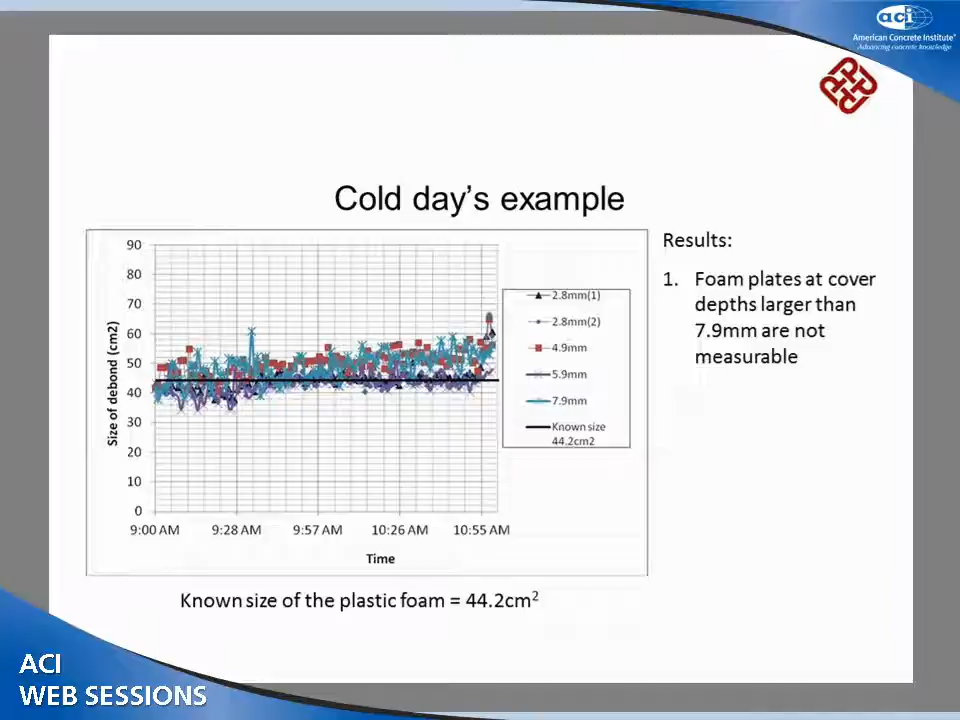 aci
American Concrete Institute®
Advancing concrete knowledge
Cold day's example
Results:
1. Foam plates at cover
depths larger than
7.9mm are not
measurable
Size of debond (cm2)
90
80
70
60
50
40
30
20
10
0
9:00 AM 9:28 AM 9:57 AM 10:26 AM 10:55 AM
Time
2.8mm(1)
2.8mm(2)
4.9mm
5.9mm
7.9mm
Known size
44.2cm2
Known size of the plastic foam = 44.2cm²
ACI
WEB SESSIONS